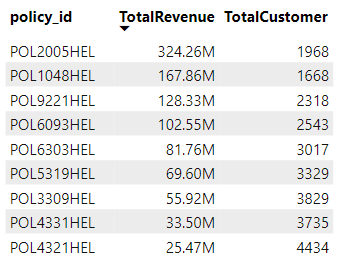 policy_id TotalRevenue TotalCustomer
POL2005HEL 324.26M 1968
POL1048HEL 167.86M 1668
POL9221HEL 128.33M 2318
POL6093HEL 102.55M 2543
POL6303HEL 81.76M 3017
POL5319HEL 69.60M 3329
POL3309HEL 55.92M 3829
POL4331HEL 33.50M 3735
POL4321HEL 25.47M 4434